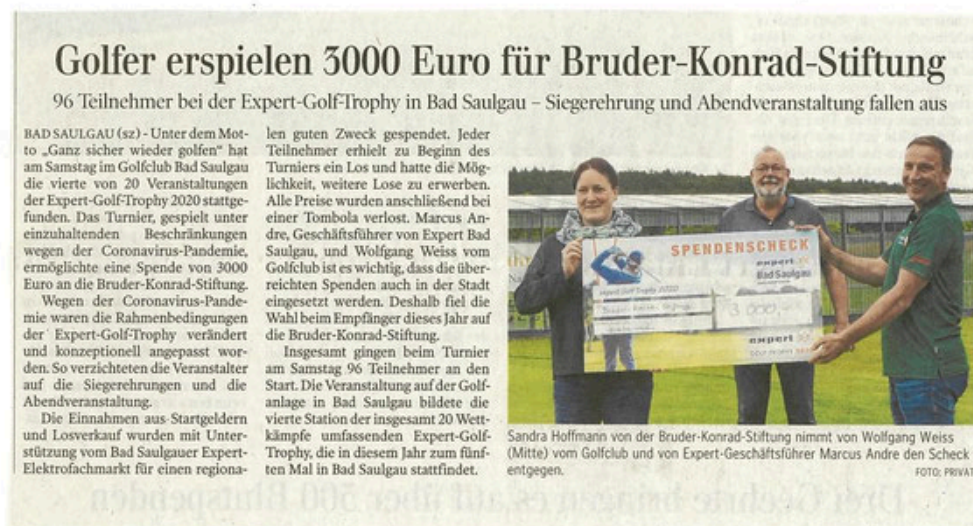 Golfer erspielen 3000 Euro für Bruder-Konrad-Stiftung
96 Teilnehmer bei der Expert-Golf-Trophy in Bad Saulgau – Siegerehrung und Abendveranstaltung fallen aus
BAD SAULGAU (sz) - Unter dem Mot-
to „Ganz sicher wieder golfen“ hat
am Samstag im Golfclub Bad Saulgau
die vierte von 20 Veranstaltungen
der Expert-Golf-Trophy 2020 stattge-
funden. Das Turnier, gespielt unter
einzuhaltenden Beschränkungen
wegen der Coronavirus-Pandemie,
ermöglichte eine Spende von 3000
Euro an die Bruder-Konrad-Stiftung.
Wegen der Coronavirus-Pande-
mie waren die Rahmenbedingungen
der Expert-Golf-Trophy verändert
und konzeptionell angepasst wor-
den. So verzichteten die Veranstalter
auf die Siegerehrungen und die
Abendveranstaltung.
Die Einnahmen aus Startgeldern
und Losverkauf wurden mit Unter-
stützung vom Bad Saulgauer Expert-
Elektrofachmarkt für einen regiona-
len guten Zweck gespendet. Jeder
Teilnehmer erhielt zu Beginn des
Turniers ein Los und hatte die Mög-
lichkeit, weitere Lose zu erwerben.
Alle Preise wurden anschließend bei
einer Tombola verlost. Marcus An-
dre, Geschäftsführer von Expert Bad
Saulgau, und Wolfgang Weiss vom
Golfclub ist es wichtig, dass die über-
reichten Spenden auch in der Stadt
eingesetzt werden. Deshalb fiel die
Wahl beim Empfänger dieses Jahr auf
die Bruder-Konrad-Stiftung.
Insgesamt gingen beim Turnier
am Samstag 96 Teilnehmer an den
Start. Die Veranstaltung auf der Golf-
anlage in Bad Saulgau bildete die
vierte Station der insgesamt 20 Wett-
kämpfe umfassenden Expert-Golf-
Trophy, die in diesem Jahr zum fünf-
ten Mal in Bad Saulgau stattfindet.
SPENDENSCHECK
expert
Bad Saulgau
3 000,-
expert
Sandra Hoffmann von der Bruder-Konrad-Stiftung nimmt von Wolfgang Weiss
(Mitte) vom Golfclub und von Expert-Geschäftsführer Marcus Andre den Scheck
entgegen.
FOTO: PRIVAT